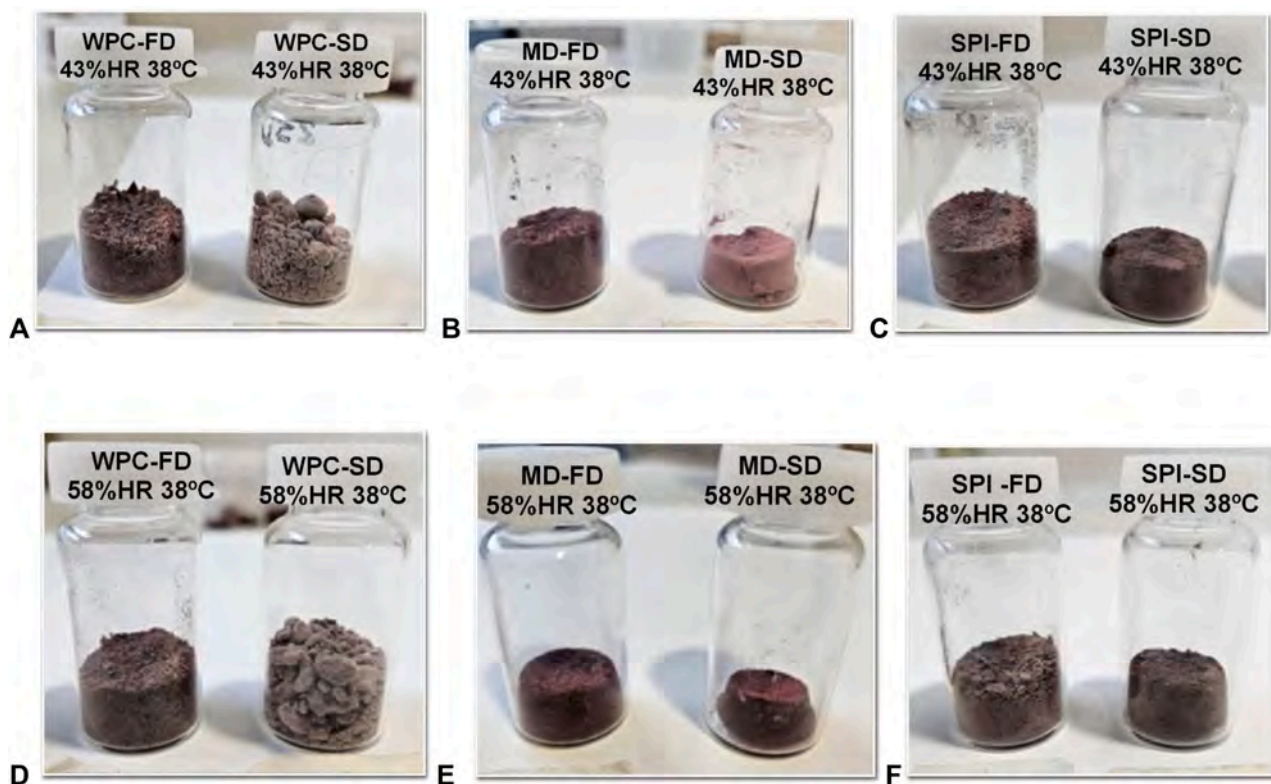 WPC-FD
43%HR 38ºC
WPC-SD
43%HR 38ºC
MD-FD
43%HR 38ºC
MD-SD
43%HR 38ºC
SPI-FD
43%HR 38ºC
SPI-SD
43%HR 38ºC
A
B
C
WPC-FD
58%HR 38ºC
WPC-SD
58%HR 38ºC
MD-FD
58%HR 38ºC
MD-SD
58%HR 38ºC
SPI -FD
58%HR 38ºC
SPI-SD
58%HR 38ºC
D
E
F